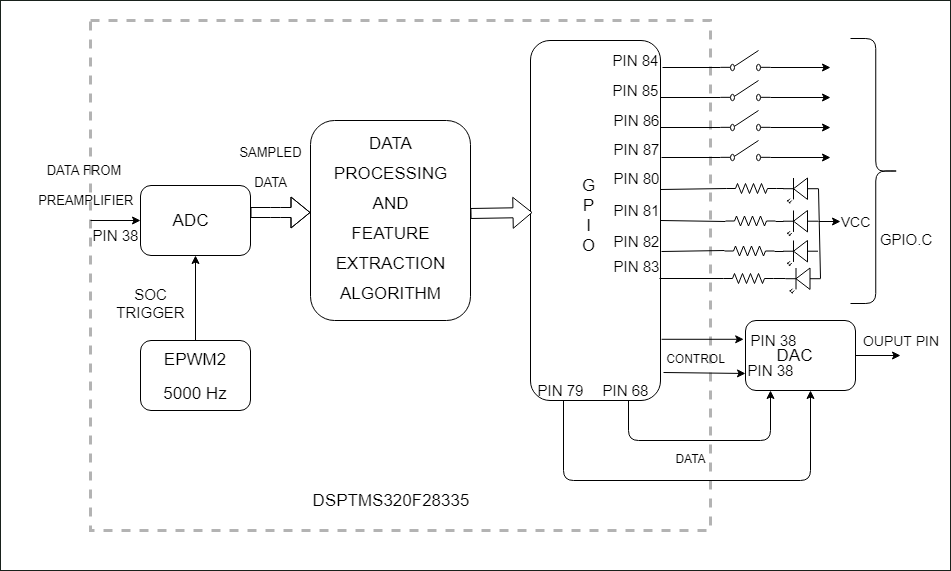 DATA FROM
PREAMPLIFIER
PIN 38
ADC
SOC
TRIGGER
EPWM2
5000 Hz
SAMPLED
DATA
DATA
PROCESSING
AND
FEATURE
EXTRACTION
ALGORITHM
G
P
I
O
PIN 84
PIN 85
PIN 86
PIN 87
PIN 80
PIN 81
PIN 82
PIN 83
PIN 79
PIN 68
VCC
GPIO.C
CONTROL
PIN 38
DAC
PIN 38
OUPUT PIN
DATA
DSPTMS320F28335